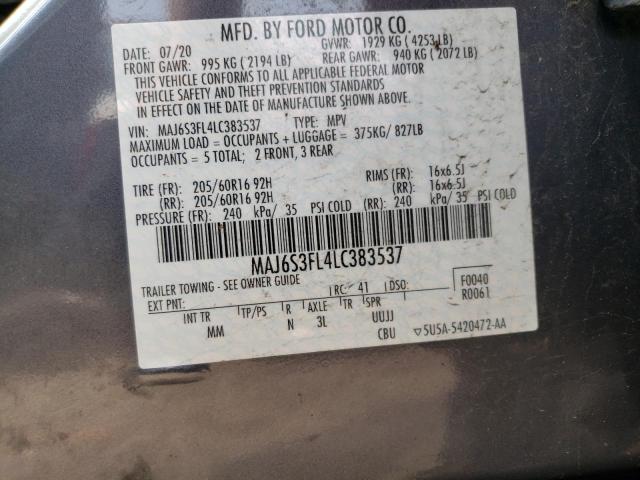 MFD. BY FORD MOTOR CO.
DATE: 07/20 GVWR: 1929 KG ( 4253LB)
FRONT GAWR: 995 KG ( 2194 LB) REAR GAWR: 940 KG ( 2072 LB)
THIS VEHICLE CONFORMS TO ALL APPLICABLE FEDERAL MOTOR
VEHICLE SAFETY AND THEFT PREVENTION STANDARDS
IN EFFECT ON THE DATE OF MANUFACTURE SHOWN ABOVE.
VIN: MAJ6S3FL4LC383537 TYPE: MPV
MAXIMUM LOAD = OCCUPANTS + LUGGAGE = 375KG/ 827LB
OCCUPANTS = 5 TOTAL; 2 FRONT, 3 REAR
TIRE (FR): 205/60R16 92H RIMS (FR): 16x6.5J
(RR): 205/60R16 92H (RR): 16x6.5J
PRESSURE (FR): 240 kPa/ 35 PSI COLD (RR): 240 kPa/ 35 PSI COLD
MAJ6S3FL4LC383537
TRAILER TOWING - SEE OWNER GUIDE RC: 41 DSO: F0040
EXT PNT: R0061
INT TR TP/PS R AXLE TR SPR
MM N 3L UUJJ
CBU ▽5U5A-5420472-AA